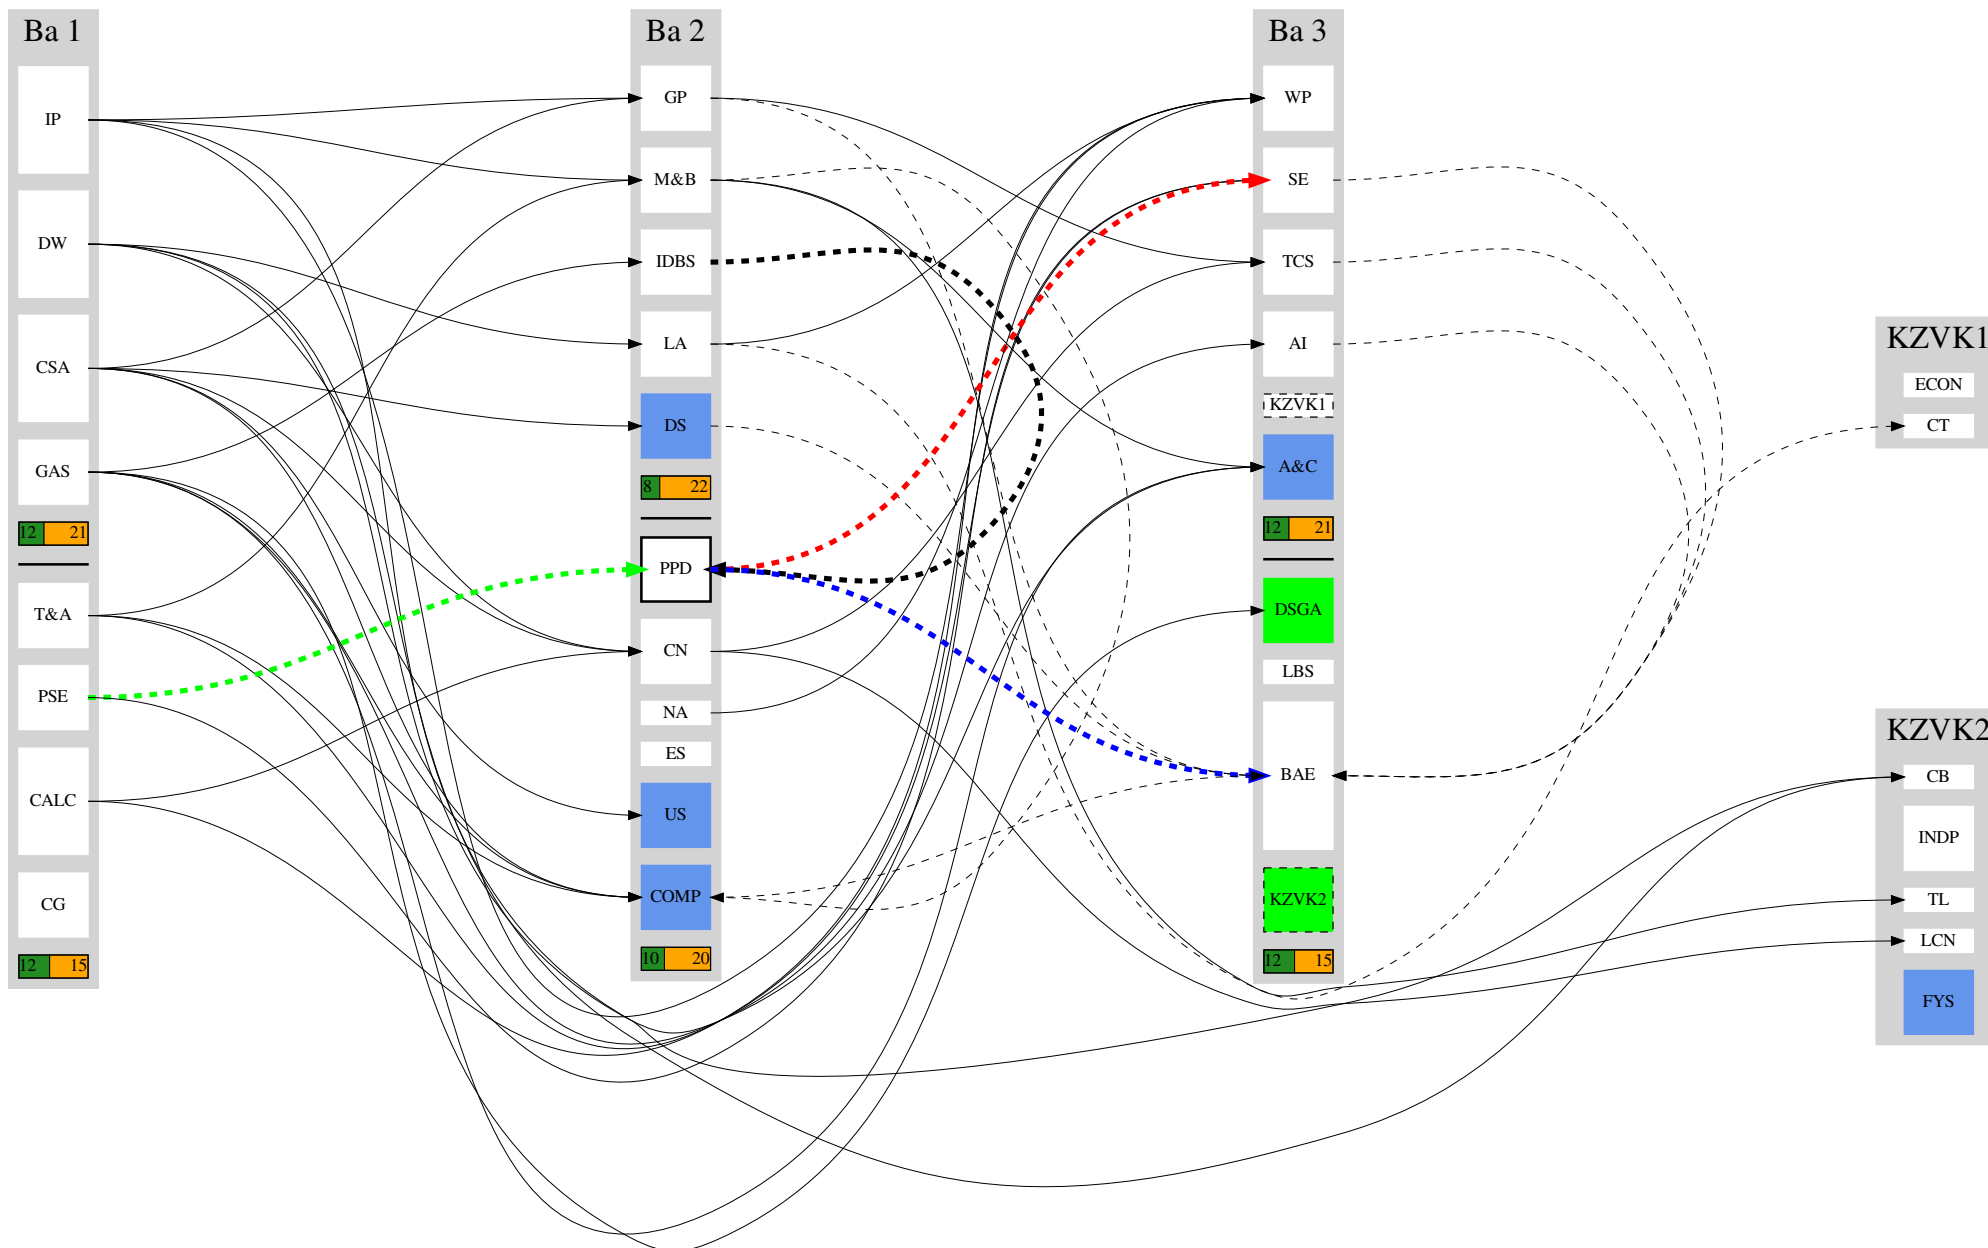 Ba 1
IP
DW
CSA
GAS
12 21
T&A
PSE
CALC
CG
12 15
Ba 2
GP
M&B
IDBS
LA
DS
8 22
PPD
CN
NA
ES
US
COMP
10 20
Ba 3
WP
SE
TCS
AI
KZVK1
A&C
12 21
DSGA
LBS
BAE
KZVK2
12 15
KZVK1
ECON
CT
KZVK2
CB
INDP
TL
LCN
FYS